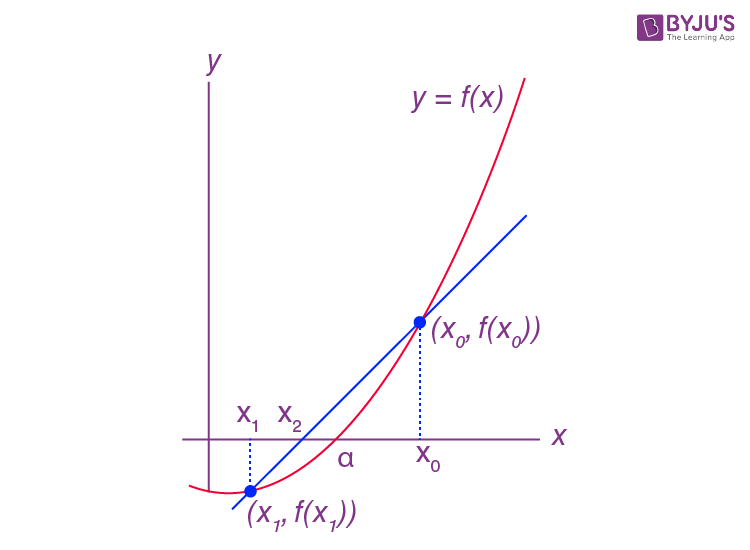 BYJU'S
The Learning App
y
y = f(x)
(x₀, f(x₀))
x₁ x₂
x
α
x₀
(x₁, f(x₁))